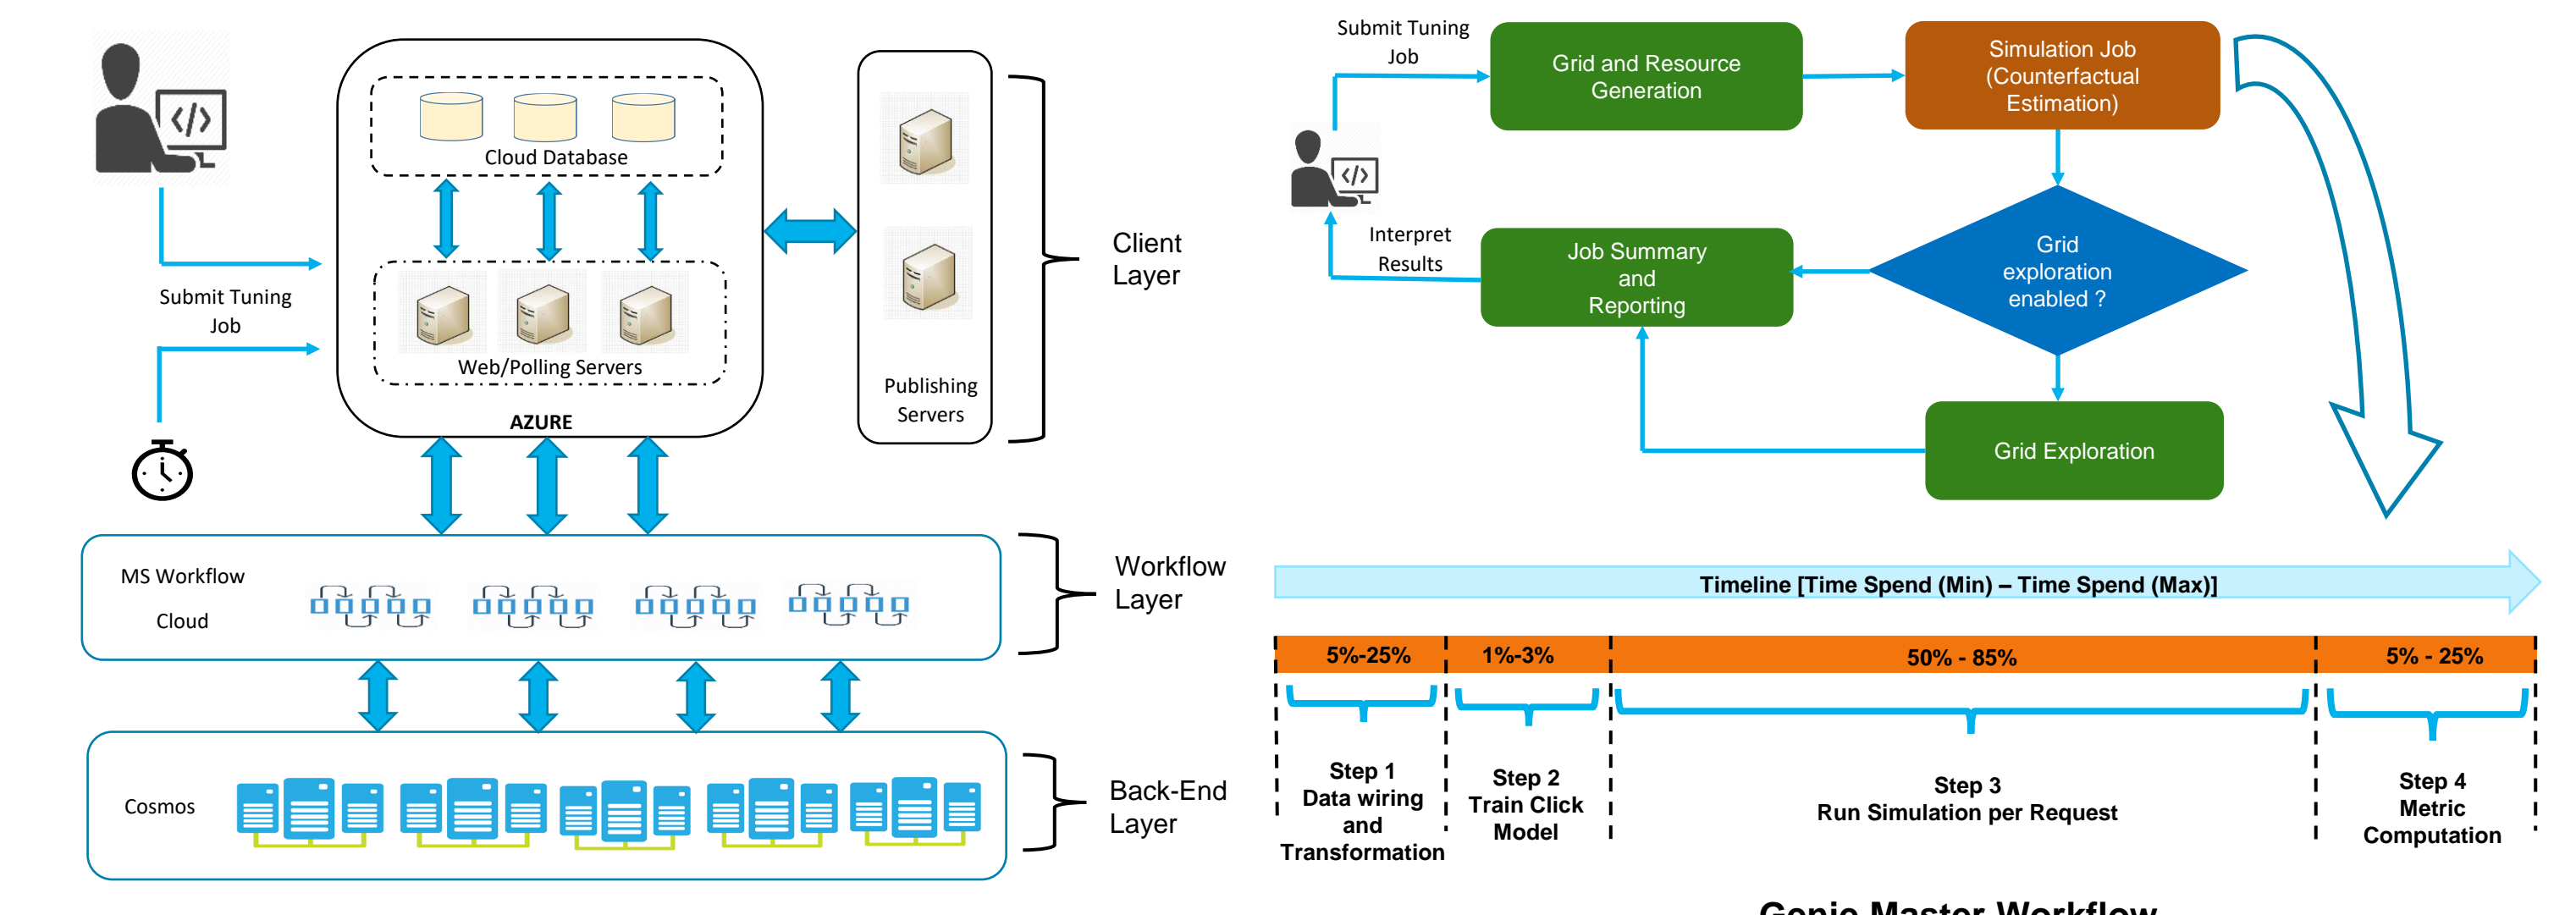 Cloud Database
Web/Polling Servers
AZURE
Submit Tuning
Job
Publishing
Servers
Client
Layer
MS Workflow
Cloud
Workflow
Layer
Cosmos
Back-End
Layer
Submit Tuning
Job
Grid and Resource
Generation
Simulation Job
(Counterfactual
Estimation)
Grid
exploration
enabled ?
Interpret
Results
Job Summary
and
Reporting
Grid Exploration
Timeline [Time Spend (Min) – Time Spend (Max)]
5%-25%
1%-3%
50% - 85%
5% - 25%
Step 1
Data wiring
and
Transformation
Step 2
Train Click
Model
Step 3
Run Simulation per Request
Step 4
Metric
Computation
Genie Master Workflow